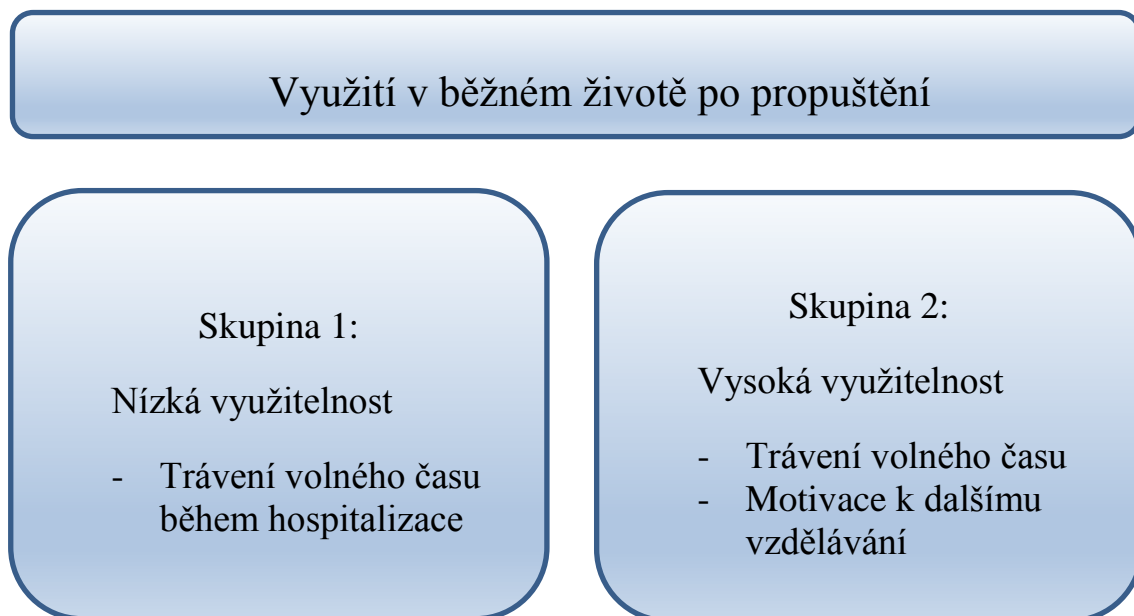 Využití v běžném životě po propuštění
Skupina 1:
Nízká využitelnost
- Trávení volného času
během hospitalizace
Skupina 2:
Vysoká využitelnost
- Trávení volného času
- Motivace k dalšímu
vzdělávání